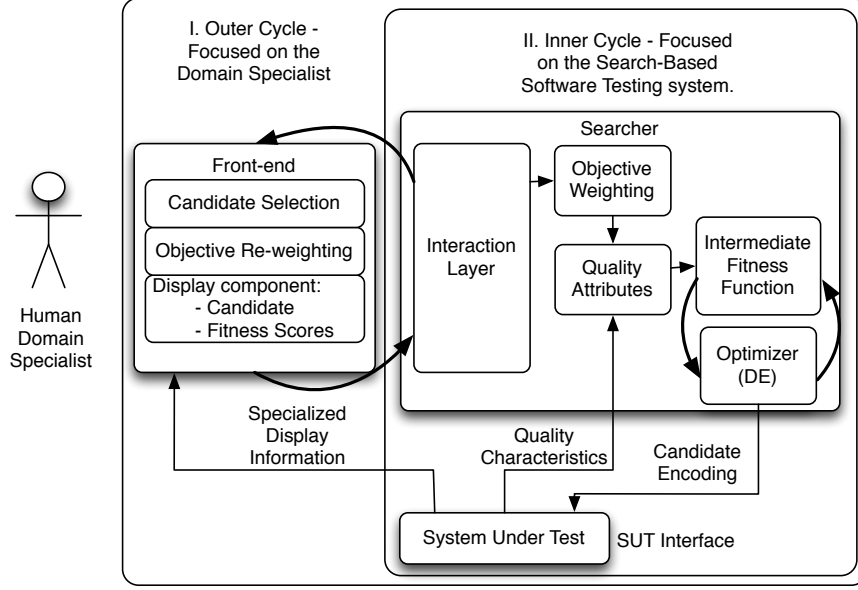 I. Outer Cycle -
Focused on the
Domain Specialist
II. Inner Cycle - Focused
on the Search-Based
Software Testing system.
Searcher
Front-end
Candidate Selection
Objective Re-weighting
Display component:
- Candidate
- Fitness Scores
Interaction
Layer
Objective
Weighting
Quality
Attributes
Intermediate
Fitness
Function
Optimizer
(DE)
Human
Domain
Specialist
Specialized
Display
Information
Quality
Characteristics
Candidate
Encoding
System Under Test
SUT Interface